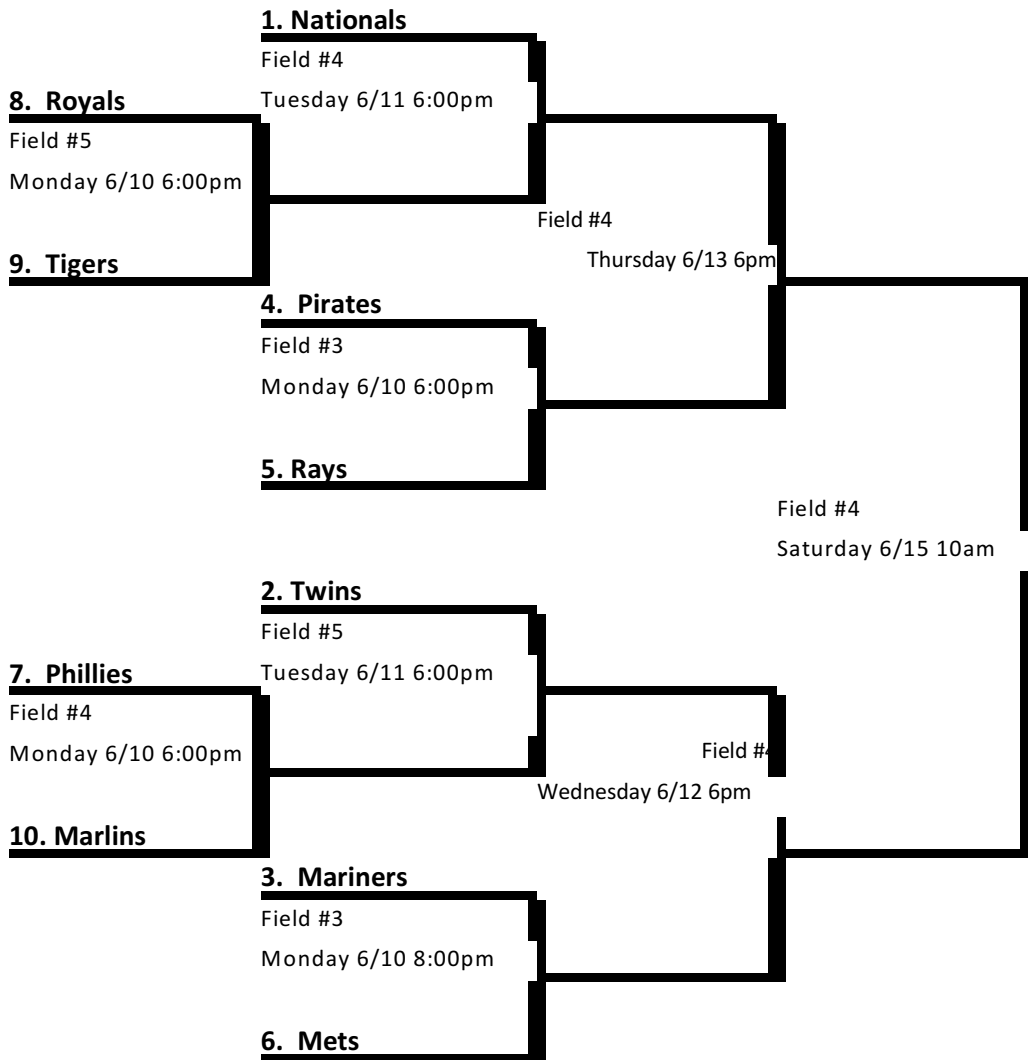 1. Nationals
Field #4
Tuesday 6/11 6:00pm
8. Royals
Field #5
Monday 6/10 6:00pm
9. Tigers
Field #4
Thursday 6/13 6pm
4. Pirates
Field #3
Monday 6/10 6:00pm
5. Rays
Field #4
Saturday 6/15 10am
2. Twins
Field #5
Tuesday 6/11 6:00pm
7. Phillies
Field #4
Monday 6/10 6:00pm
10. Marlins
Field #4
Wednesday 6/12 6pm
3. Mariners
Field #3
Monday 6/10 8:00pm
6. Mets